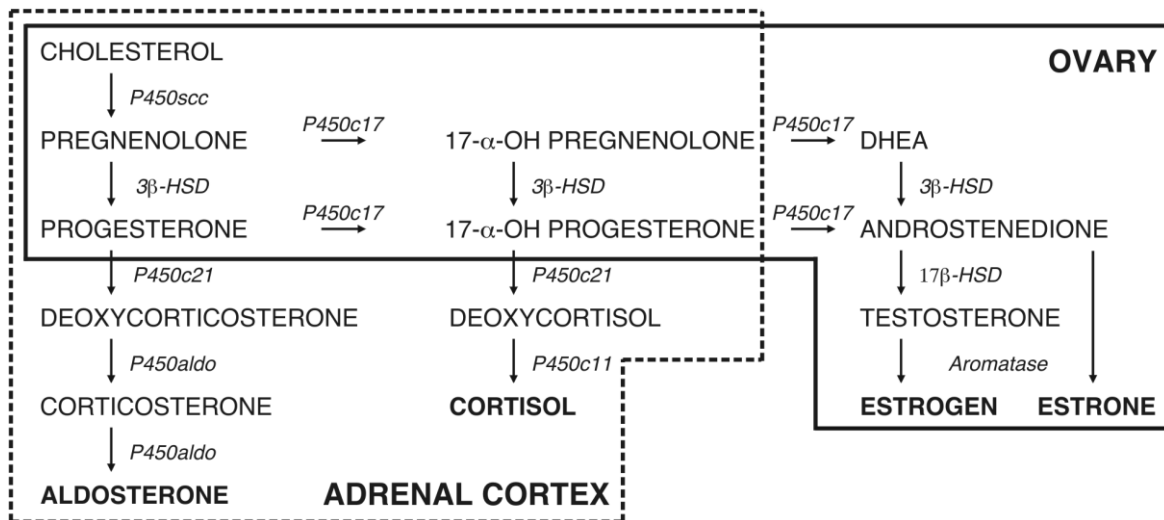 CHOLESTEROL
OVARY
P450scc
P450c17
P450c17
PREGNENOLONE
17-α-OH PREGNENOLONE
DHEA
3β-HSD
3β-HSD
3β-HSD
P450c17
P450c17
PROGESTERONE
17-α-OH PROGESTERONE
ANDROSTENEDIONE
P450c21
P450c21
17β-HSD
DEOXYCORTICOSTERONE
DEOXYCORTISOL
TESTOSTERONE
P450aldo
P450c11
Aromatase
CORTICOSTERONE
CORTISOL
ESTROGEN
ESTRONE
P450aldo
ALDOSTERONE
ADRENAL CORTEX